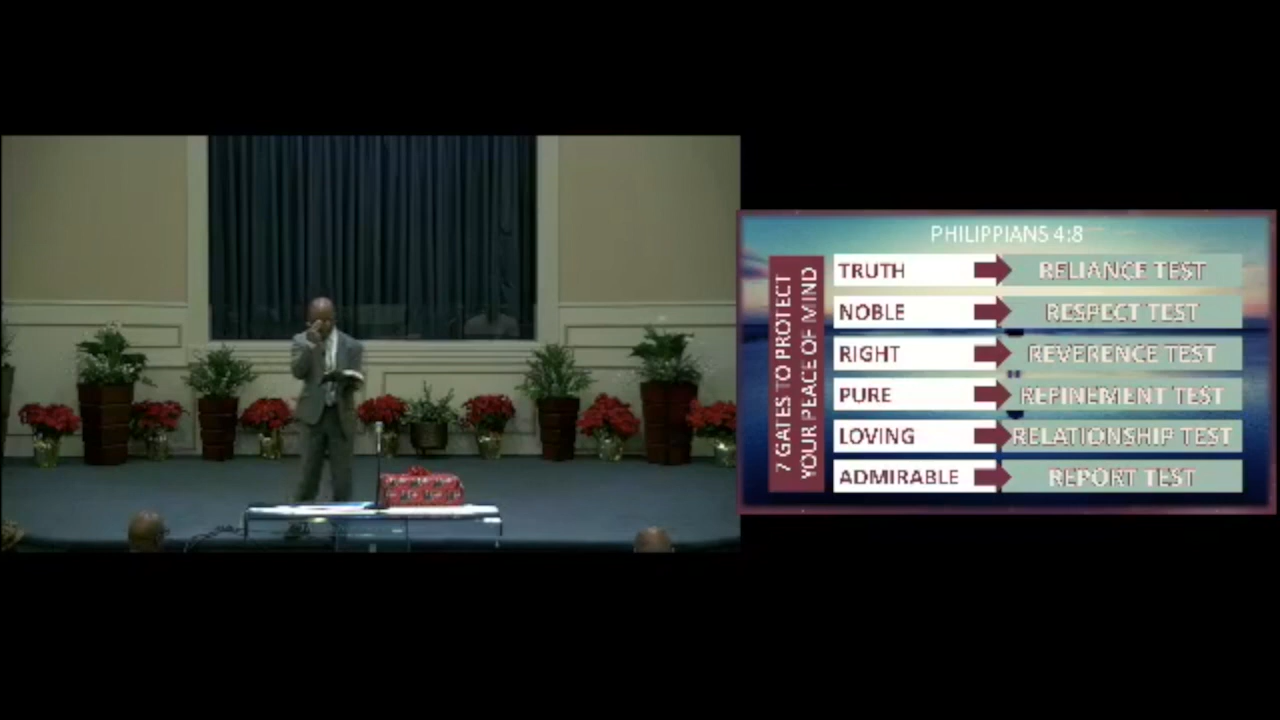 PHILIPPIANS 4:8
7 GATES TO PROTECT
YOUR PEACE OF MIND
TRUTH RELIANCE TEST
NOBLE RESPECT TEST
RIGHT REVERENCE TEST
PURE REFINEMENT TEST
LOVING RELATIONSHIP TEST
ADMIRABLE REPORT TEST